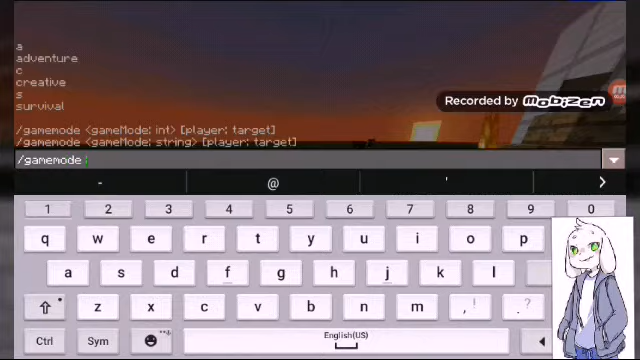 a
adventure
c
creative
s
survival
/gamemode <gameMode: int> [player: target]
/gamemode <gameMode: string> [player: target]
Recorded by mobizen
/gamemode
- @ ' >
1 2 3 4 5 6 7 8 9 0
q w e r t y u i o p
a s d f g h j k l
z x c v b n m ,! .?
Ctrl Sym English(US)